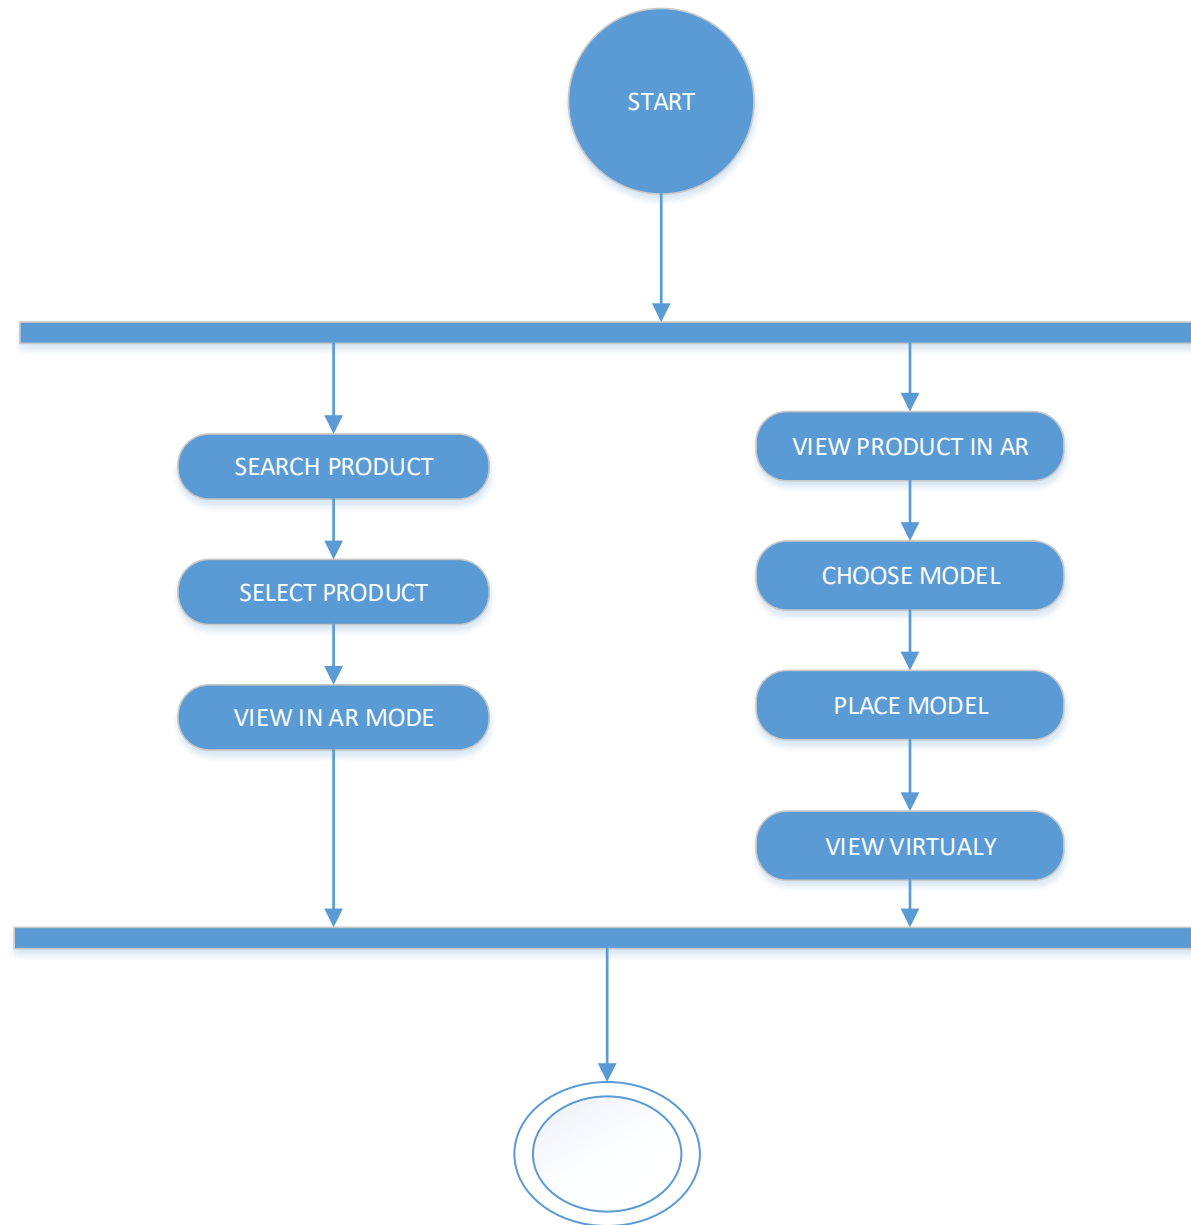 START
SEARCH PRODUCT
SELECT PRODUCT
VIEW IN AR MODE
VIEW PRODUCT IN AR
CHOOSE MODEL
PLACE MODEL
VIEW VIRTUALY